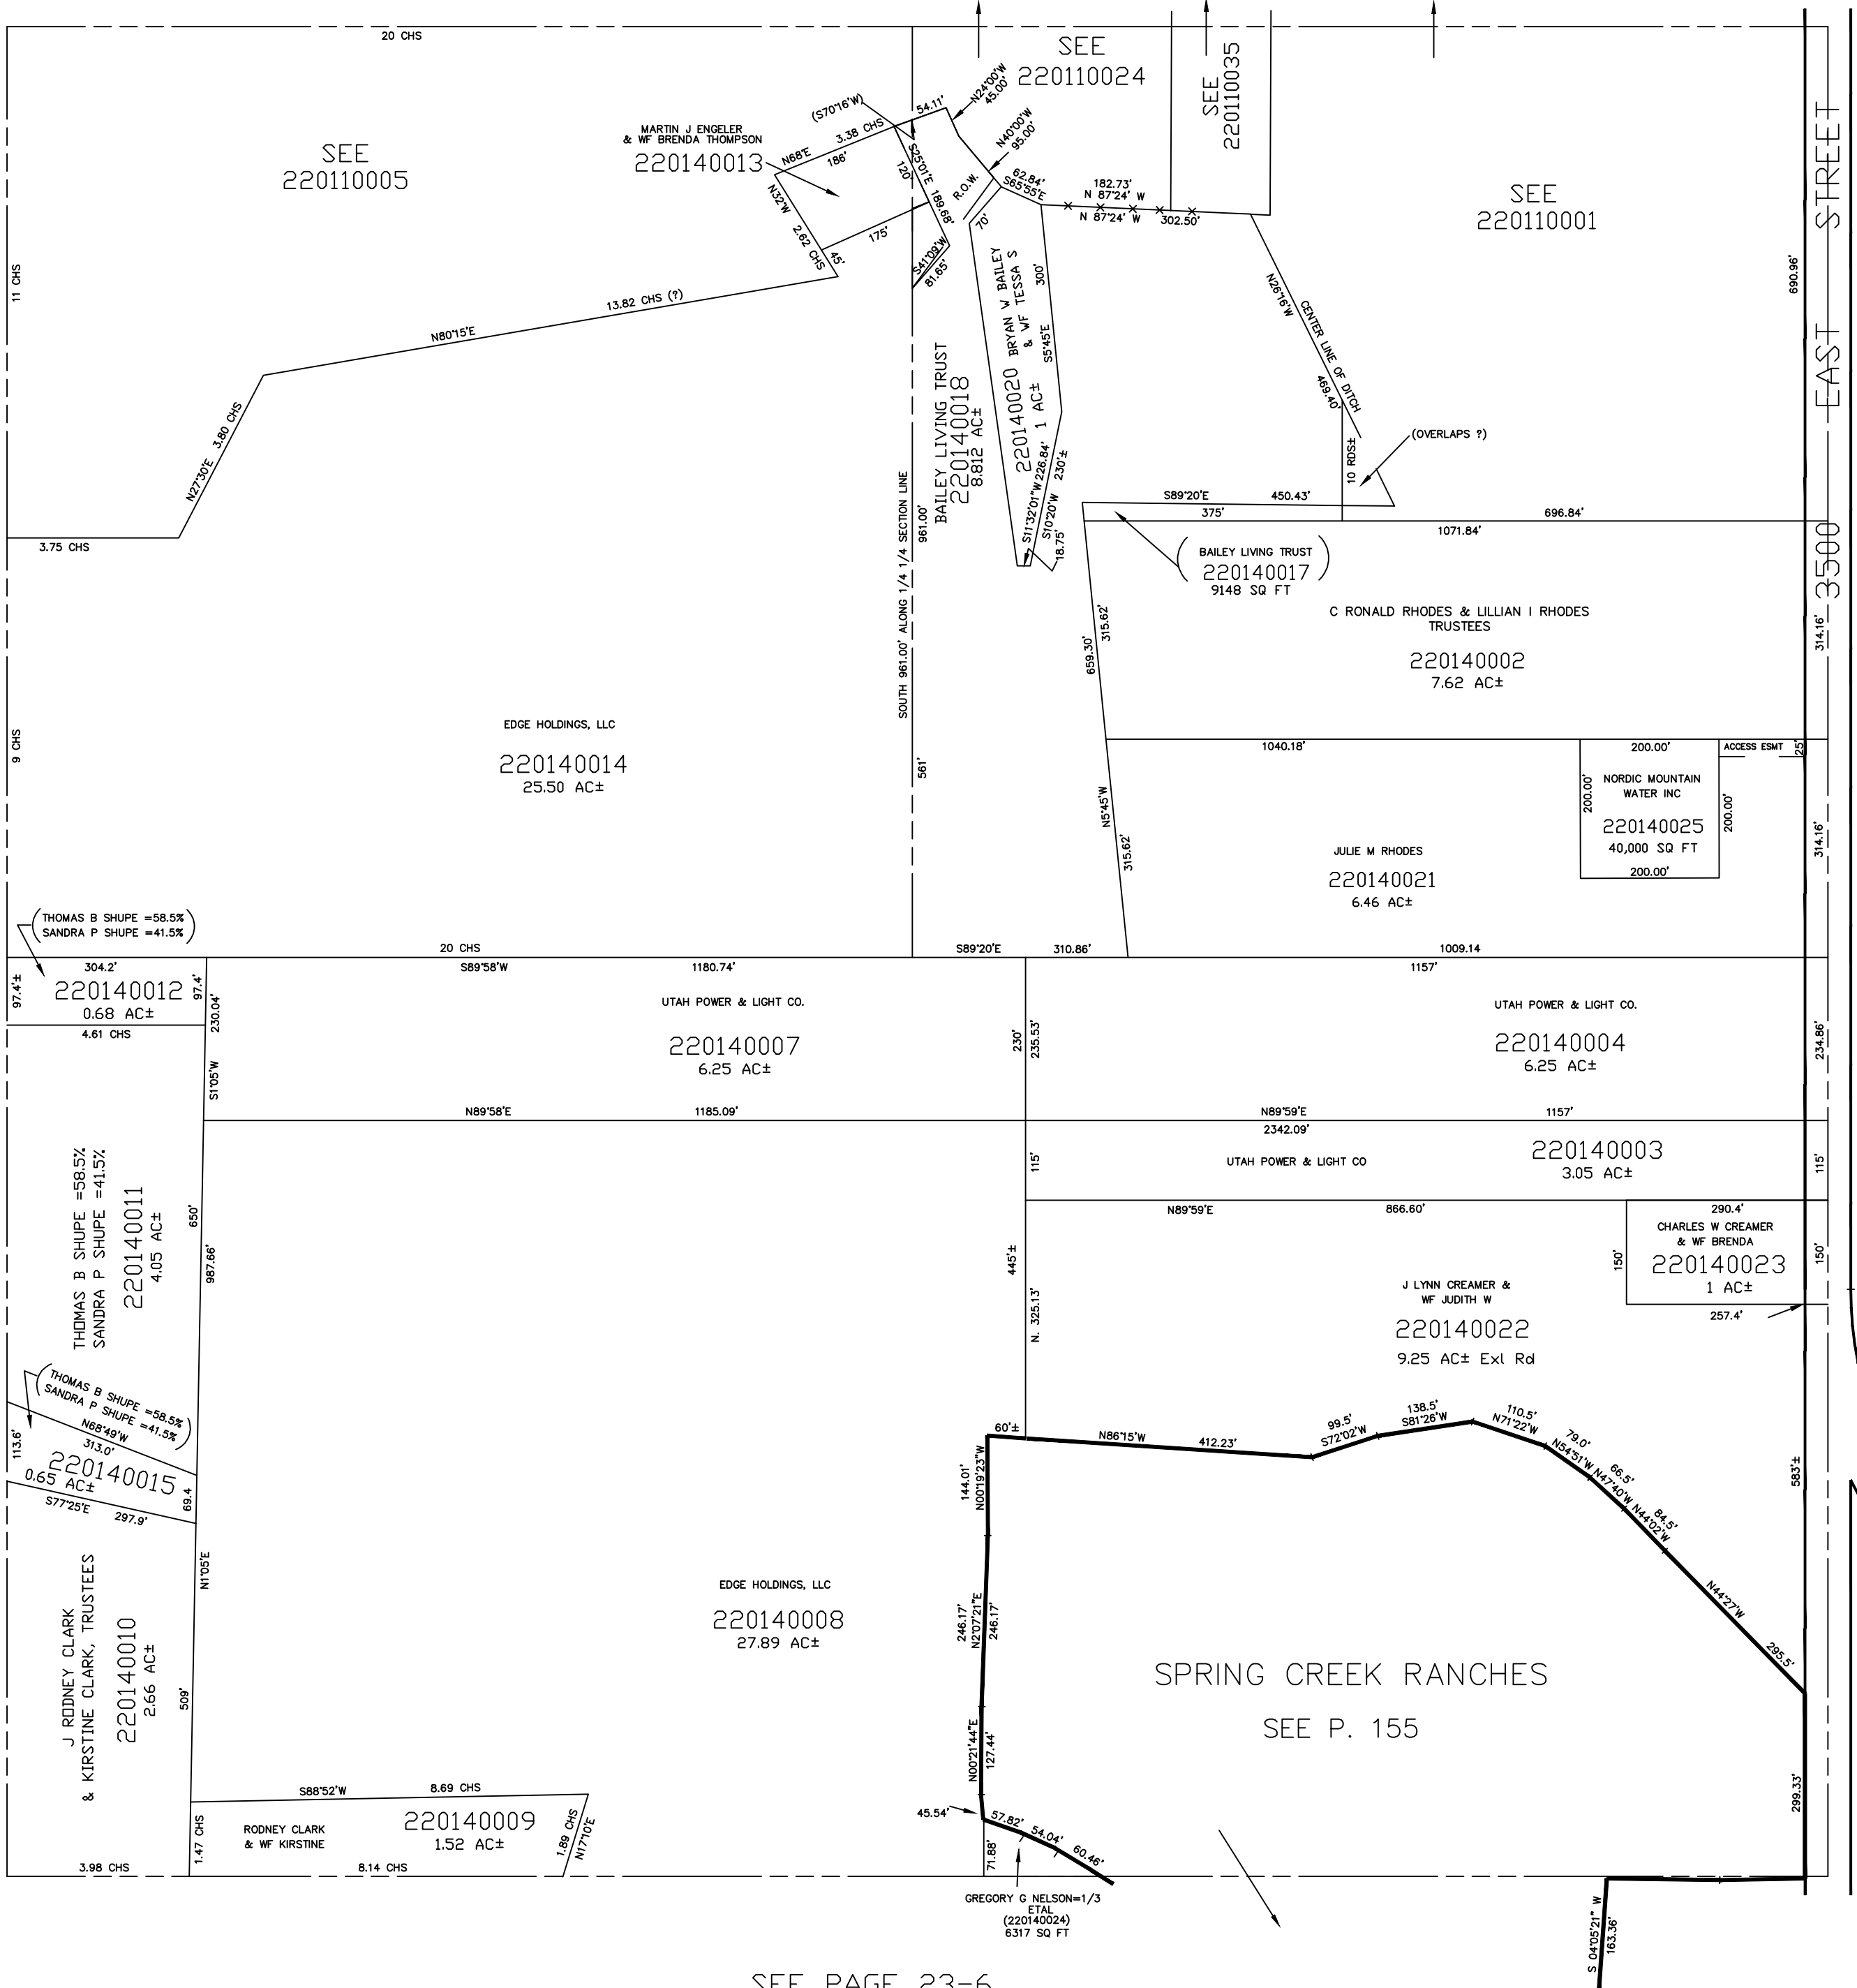 20 CHS
SEE
220110024
SEE
220110035
SEE
220110005
SEE
220110001
EAST STREET
3500
690.96'
11 CHS
MARTIN J ENGELER
& WF BRENDA THOMPSON
220140013
(S70°16'W)
54.11'
N24°00'W
45.00'
N40°00'W
95.00'
3.38 CHS
N68°E
186'
S25°01'E 189.68'
120'
R.O.W.
62.84'
S65°55'E
182.73'
N 87°24' W
N 87°24' W
302.50'
N32°W
2.62 CHS
45'
175'
S41°09'W
81.65'
70'
13.82 CHS (?)
N80°15'E
3.80 CHS
N27°30'E
3.75 CHS
BRYAN W BAILEY
& WF TESSA S
220140020
1 AC±
300'
S5°45'E
S11°32'01"W 226.84'
S10°20'W 230'±
18.75'
BAILEY LIVING TRUST
220140018
8.812 AC±
SOUTH 961.00' ALONG 1/4 1/4 SECTION LINE
961.00'
561'
N26°16'W
CENTER LINE OF DITCH
469.40'
10 RDS±
(OVERLAPS ?)
S89°20'E
450.43'
375'
696.84'
1071.84'
BAILEY LIVING TRUST
220140017
9148 SQ FT
C RONALD RHODES & LILLIAN I RHODES
TRUSTEES
220140002
7.62 AC±
314.16'
315.62'
659.30'
9 CHS
EDGE HOLDINGS, LLC
220140014
25.50 AC±
1040.18'
200.00'
ACCESS ESMT
25'
NORDIC MOUNTAIN
WATER INC
220140025
40,000 SQ FT
200.00'
200.00'
200.00'
314.16'
N5°45'W
315.62'
JULIE M RHODES
220140021
6.46 AC±
(THOMAS B SHUPE =58.5%
SANDRA P SHUPE =41.5%)
20 CHS
S89°20'E
310.86'
1009.14
304.2'
S89°58'W
1180.74'
1157'
97.4'±
220140012
0.68 AC±
97.4'
230.04'
4.61 CHS
S1°05'W
UTAH POWER & LIGHT CO.
220140007
6.25 AC±
230'
235.53'
UTAH POWER & LIGHT CO.
220140004
6.25 AC±
234.86'
N89°58'E
1185.09'
N89°59'E
1157'
2342.09'
115'
UTAH POWER & LIGHT CO
220140003
3.05 AC±
115'
N89°59'E
866.60'
290.4'
CHARLES W CREAMER
& WF BRENDA
220140023
1 AC±
150'
150'
257.4'
THOMAS B SHUPE =58.5%
SANDRA P SHUPE =41.5%
220140011
4.05 AC±
650'
987.66'
445'±
N. 325.13'
J LYNN CREAMER &
WF JUDITH W
220140022
9.25 AC± Exl Rd
(THOMAS B SHUPE =58.5%
SANDRA P SHUPE =41.5%)
N68°49'W
313.0'
113.6'
220140015
0.65 AC±
69.4
S77°25'E
297.9'
60'±
N86°15'W
412.23'
99.5'
S72°02'W
138.5'
S81°26'W
110.5'
N71°22'W
79.0'
N54°51'W
66.5'
N47°40'W
84.5'
N44°02'W
N44°27'W
295.5'
583'±
144.01'
N00°19'23"W
N1°05'E
J RODNEY CLARK
& KIRSTINE CLARK, TRUSTEES
220140010
2.66 AC±
509'
EDGE HOLDINGS, LLC
220140008
27.89 AC±
246.17'
N2°07'21"E
246.17'
SPRING CREEK RANCHES
SEE P. 155
N00°21'44"E
127.44'
299.33'
S88°52'W
8.69 CHS
1.47 CHS
RODNEY CLARK
& WF KIRSTINE
220140009
1.52 AC±
1.89 CHS
N17°10'E
45.54'
57.82'
54.04'
60.46'
71.88'
3.98 CHS
8.14 CHS
GREGORY G NELSON=1/3
ETAL
(220140024)
6317 SQ FT
S 04°05'21" W
163.36'
SEE PAGE 23-6